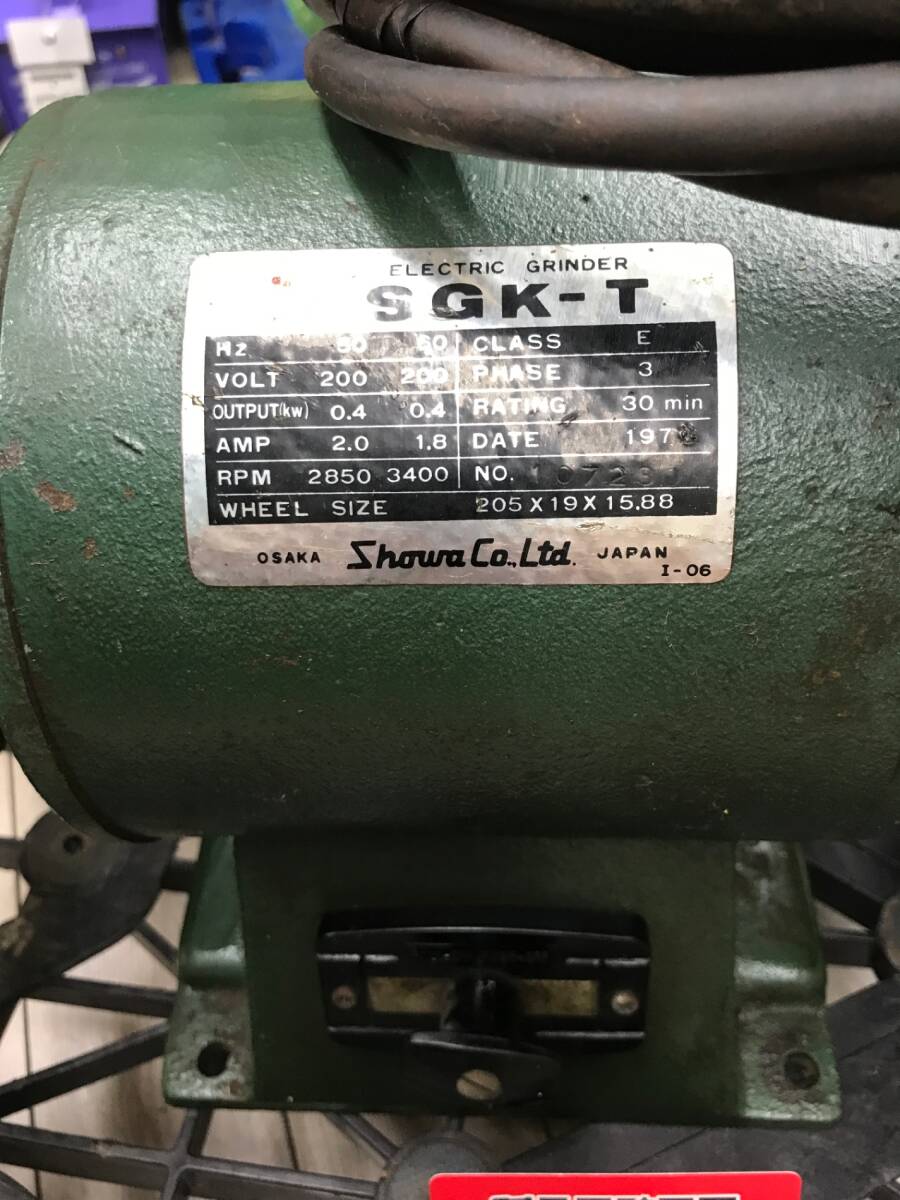 ELECTRIC GRINDER
SGK-T
Hz 50 60 CLASS E
VOLT 200 200 PHASE 3
OUTPUT(kw) 0.4 0.4 RATING 30 min
AMP 2.0 1.8 DATE
RPM 2850 3400 NO.
WHEEL SIZE 205X19X15.88
OSAKA Showa Co., Ltd. JAPAN
I-06